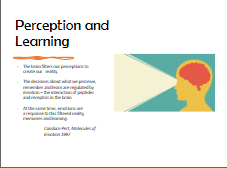 Perception and
Learning
The brain filters our perceptions to
create our reality.
The decisions about what we perceive,
remember and learn are regulated by
emotion – the interaction of peptides
and receptors in the brain
At the same time, emotions are
a response to this filtered reality,
memories and learning.
Candace Pert, Molecules of
Emotion 1997